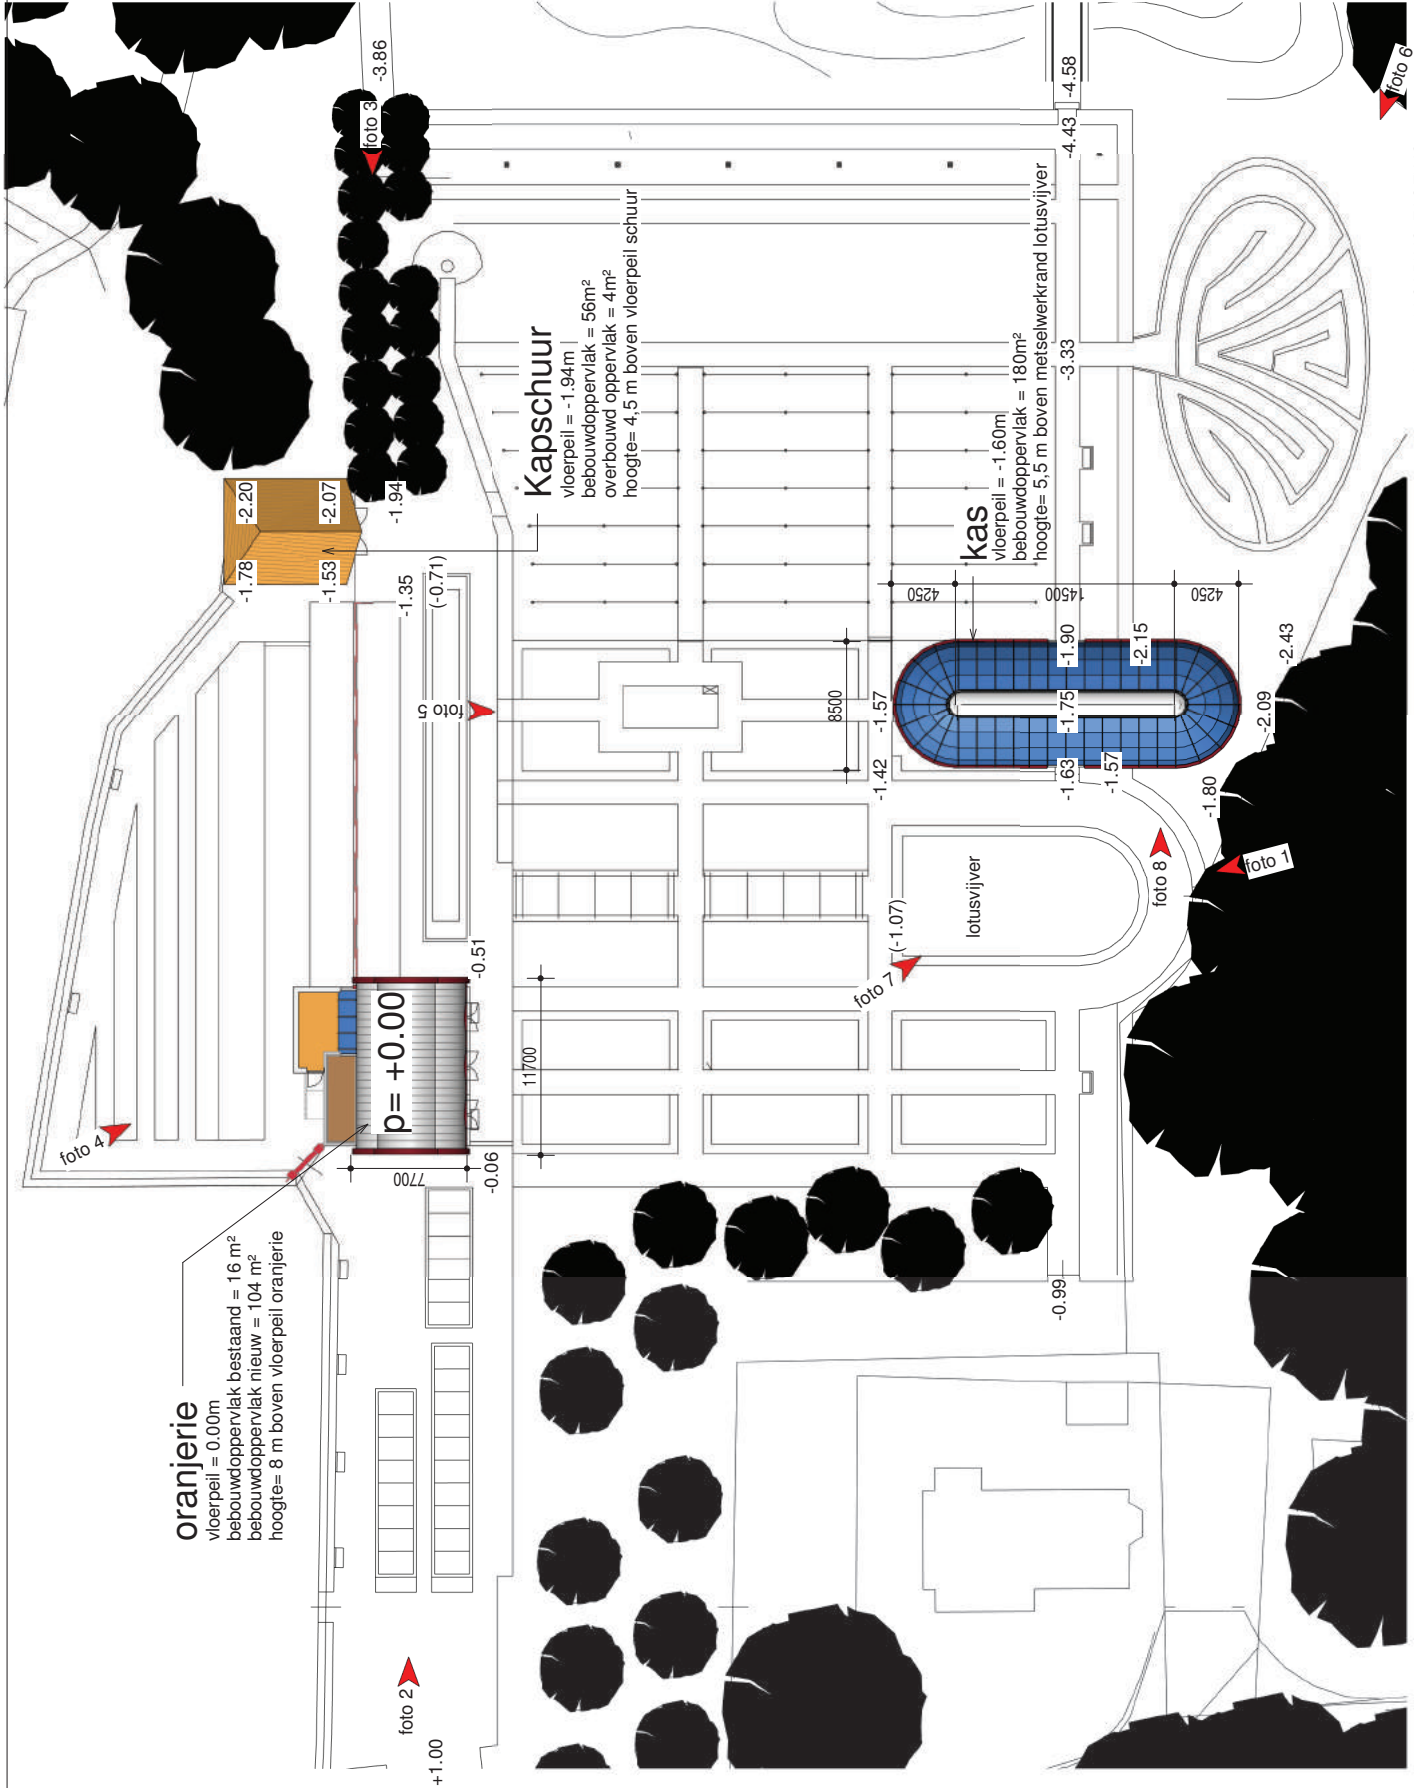 oranjerie
vloerpeil = 0.00m
bebouwdoppervlak bestaand = 16 m²
bebouwdoppervlak nieuw = 104 m²
hoogte= 8 m boven vloerpeil oranjerie
Kapschuur
vloerpeil = -1.94m
bebouwdoppervlak = 56m²
overbouwd oppervlak = 4m²
hoogte= 4,5 m boven vloerpeil schuur
kas
vloerpeil = -1.60m
bebouwdoppervlak = 180m²
hoogte= 5,5 m boven metselwerkrand lotusvijver
p= +0.00
lotusvijver
foto 1
foto 2
foto 3
foto 4
foto 5
foto 6
foto 7
foto 8
+1.00
-0.06
-0.51
7700
11700
-0.99
(-1.07)
-1.35
(-0.71)
-1.78
-2.20
-1.53
-2.07
-1.94
-3.86
-4.58
-4.43
-3.33
8500
4250
14500
4250
-1.42
-1.57
-1.63
-1.75
-1.90
-1.57
-2.15
-1.80
-2.09
-2.43